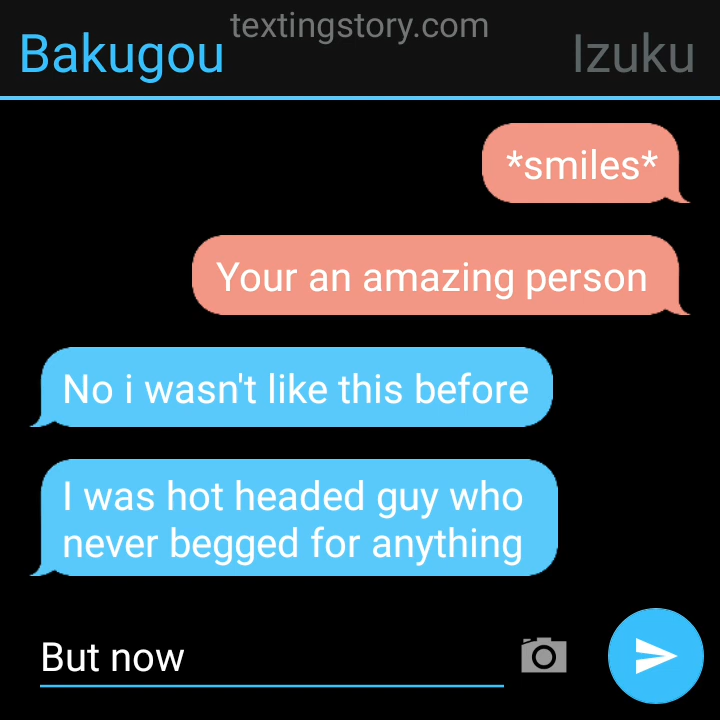 textingstory.com
Bakugou
Izuku
*smiles*
Your an amazing person
No i wasn't like this before
I was hot headed guy who
never begged for anything
But now